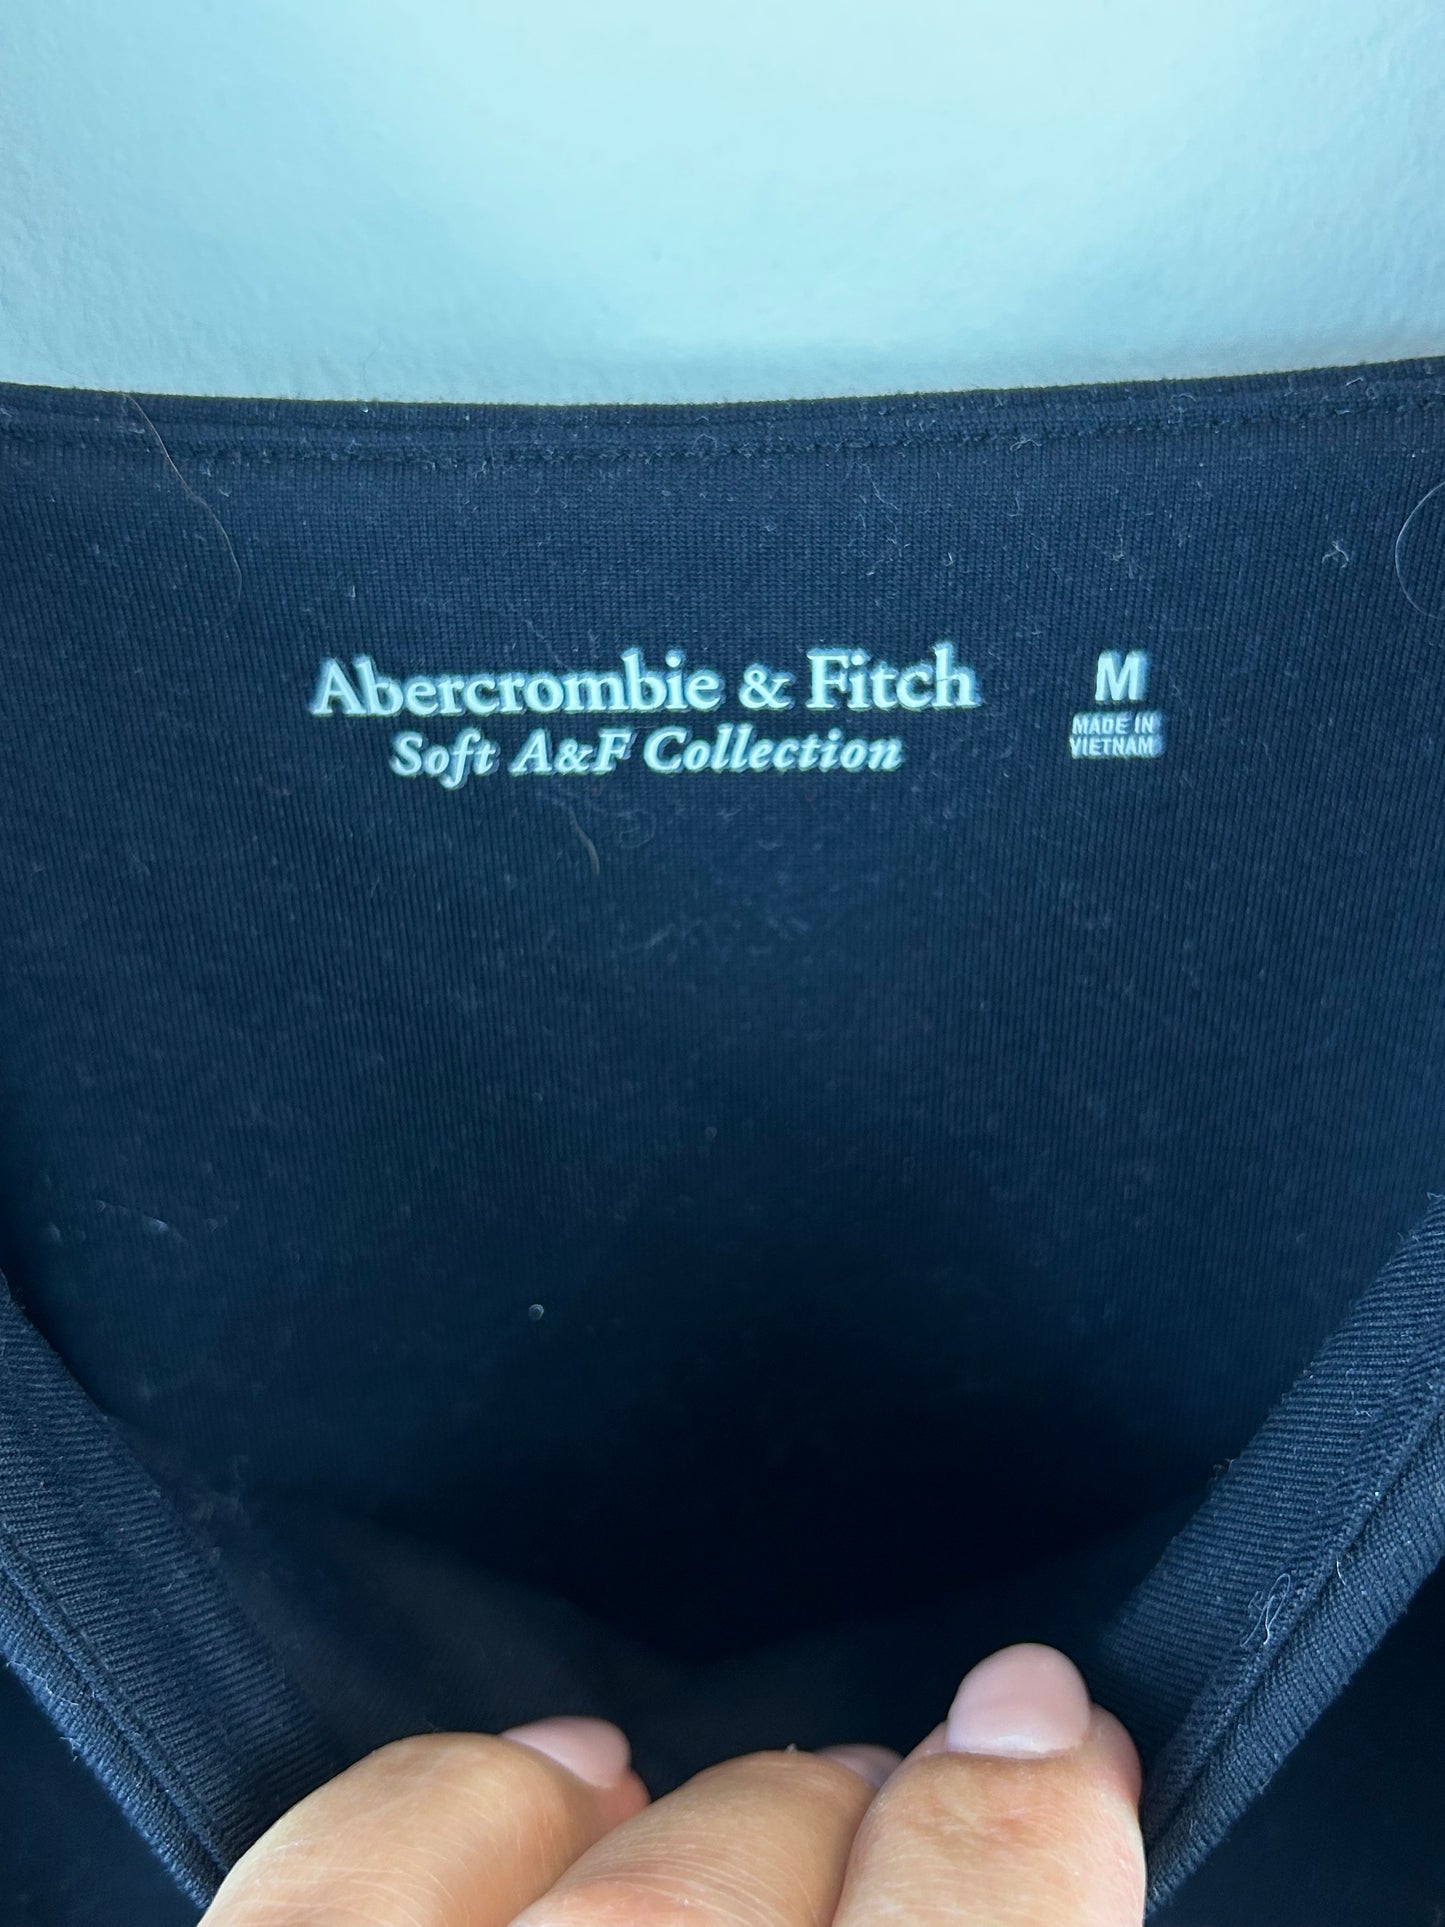 Abercrombie & Fitch
Soft A&F Collection
M
MADE IN
VIETNAM